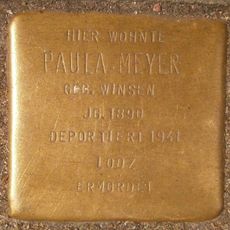 HIER WOHNTE
PAULA MEYER
GEB. WINSEN
JG. 1890
DEPORTIERT 1941
LODZ
ERMORDET